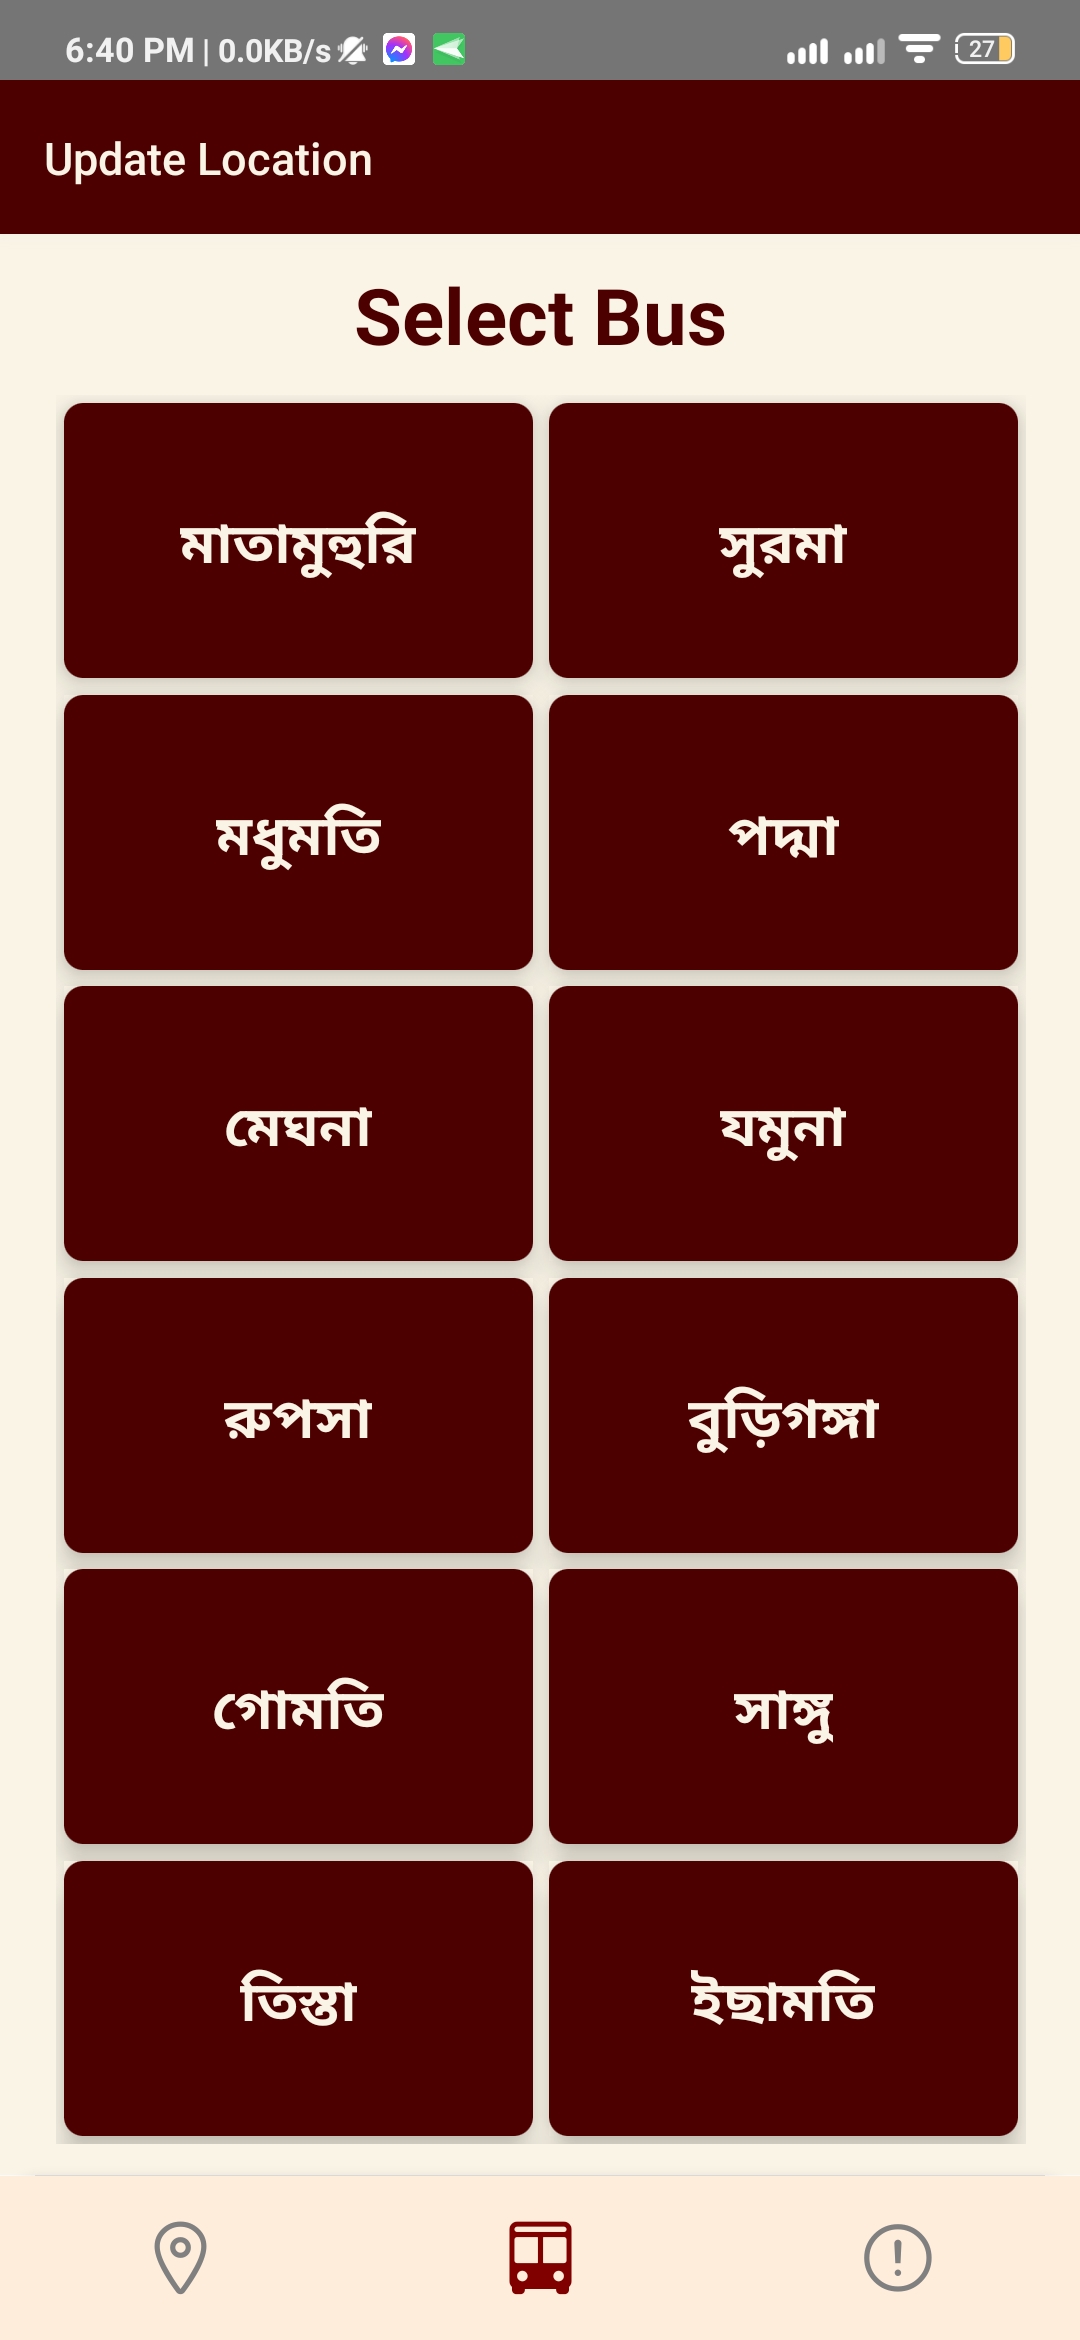 6:40 PM | 0.0KB/s 27
Update Location
Select Bus
মাতামুহুরি সুরমা
মধুমতি পদ্মা
মেঘনা যমুনা
রুপসা বুড়িগঙ্গা
গোমতি সাঙ্গু
তিস্তা ইছামতি